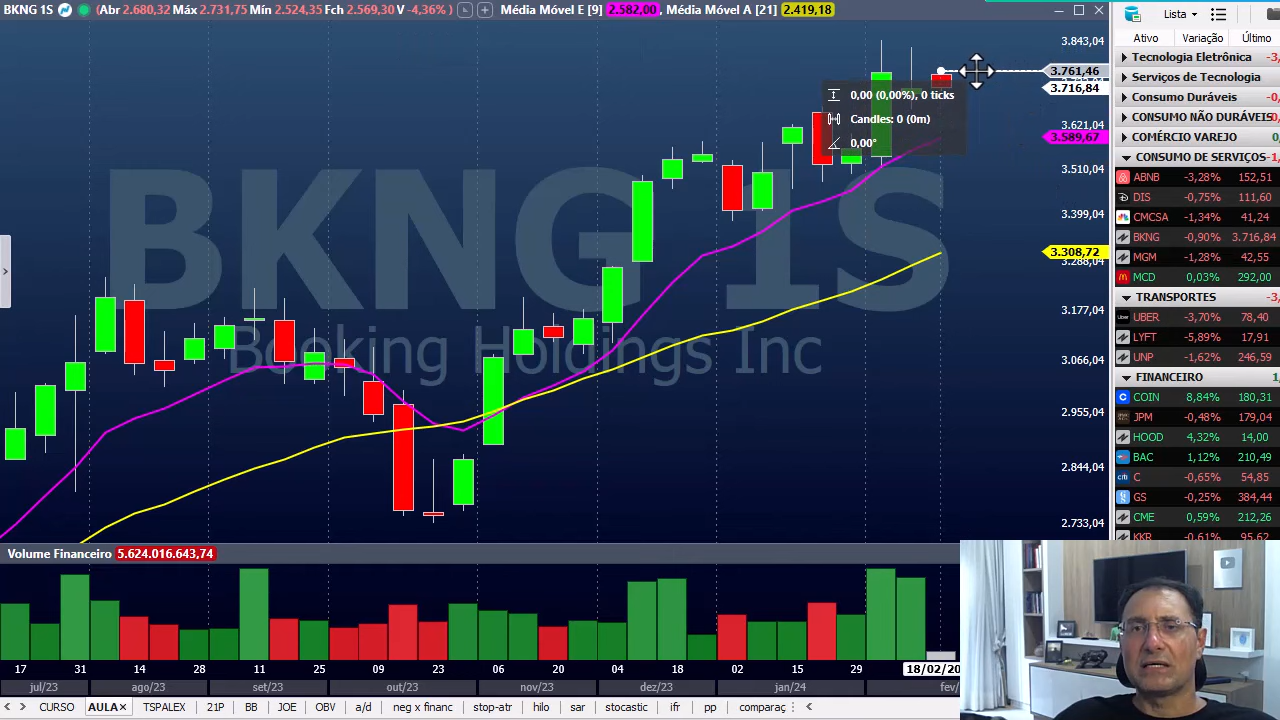 BKNG 1S (Abr 2.680,32 Máx 2.731,75 Mín 2.524,35 Fch 2.569,30 V -4,36% ) Média Móvel E [9] 2.582,00, Média Móvel A [21] 2.419,18
Lista
Ativo Variação Último
3.843,04
3.761,46
3.716,84
3.621,04
3.589,67
3.510,04
3.399,04
3.308,72
3.288,04
3.177,04
3.066,04
2.955,04
2.844,04
2.733,04
0,00 (0,00%), 0 ticks
Candles: 0 (0m)
0,00°
BKNG 1S
Booking Holdings Inc
Tecnologia Eletrônica -3,
Serviços de Tecnologia
Consumo Duráveis -0,
CONSUMO NÃO DURÁVEIS 0,
COMÉRCIO VAREJO -0,
CONSUMO DE SERVIÇOS -1,
ABNB -3,28% 152,51
DIS -0,75% 111,60
CMCSA -1,34% 41,24
BKNG -0,90% 3.716,84
MGM -1,28% 42,55
MCD 0,03% 292,00
TRANSPORTES -3,
UBER -3,70% 78,40
LYFT -5,89% 17,91
UNP -1,62% 246,59
FINANCEIRO 1,
COIN 8,84% 180,31
JPM -0,48% 179,04
HOOD 4,32% 14,00
BAC 1,12% 210,49
C -0,65% 54,85
GS -0,25% 384,44
CME 0,59% 212,26
KKR -0,61% 95,62
Volume Financeiro 5.624.016.643,74
17 31 14 28 11 25 09 23 06 20 04 18 02 15 29 18/02/20
jul/23 ago/23 set/23 out/23 nov/23 dez/23 jan/24 fev
CURSO AULA TSPALEX 21P BB JOE OBV a/d neg x financ stop-atr hilo sar stocastic ifr pp comparaç